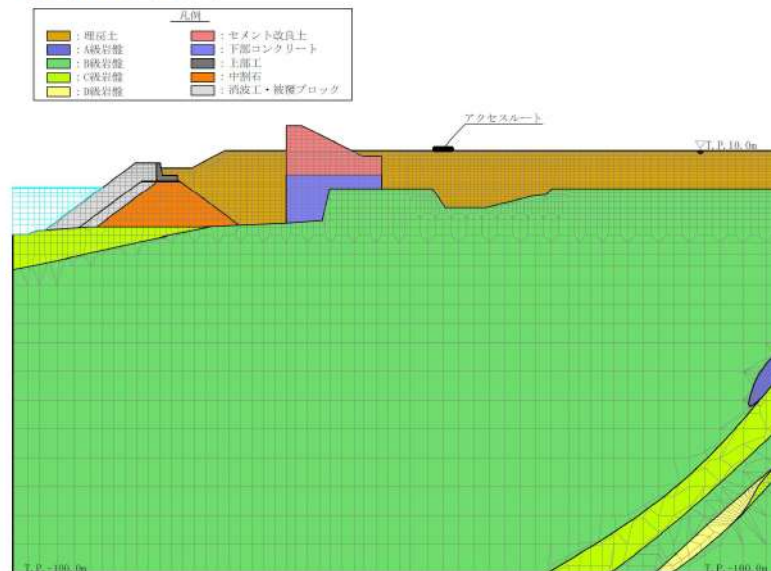 凡例
：埋戻土
：A級岩盤
：B級岩盤
：C級岩盤
：D級岩盤
：セメント改良土
：下部コンクリート
：上部工
：中割石
：消波工・被覆ブロック
アクセスルート
▽T.P.10.0m
T.P.-100.0m
T.P.-100.0m